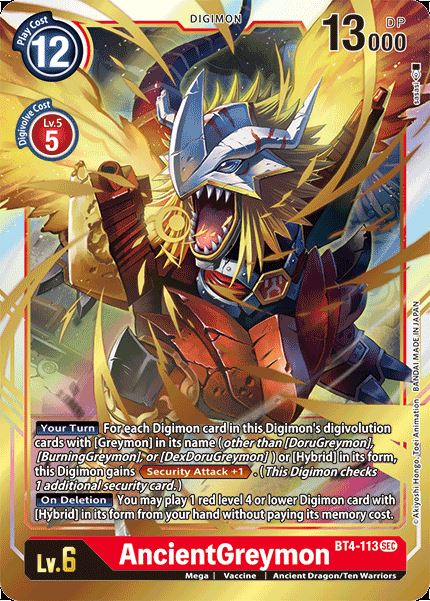 Play Cost
12
DIGIMON
DP
13000
Digivolve Cost
Lv.5
5
sasasi
Your Turn For each Digimon card in this Digimon's digivolution
cards with [Greymon] in its name (other than [DoruGreymon],
[BurningGreymon], or [DexDoruGreymon] ) or [Hybrid] in its form,
this Digimon gains Security Attack +1 . (This Digimon checks
1 additional security card.)
On Deletion You may play 1 red level 4 or lower Digimon card with
[Hybrid] in its form from your hand without paying its memory cost.
©Akiyoshi Hongo, Toei Animation · BANDAI MADE IN JAPAN
BT4-113 SEC
Lv.6
AncientGreymon
Mega | Vaccine | Ancient Dragon/Ten Warriors